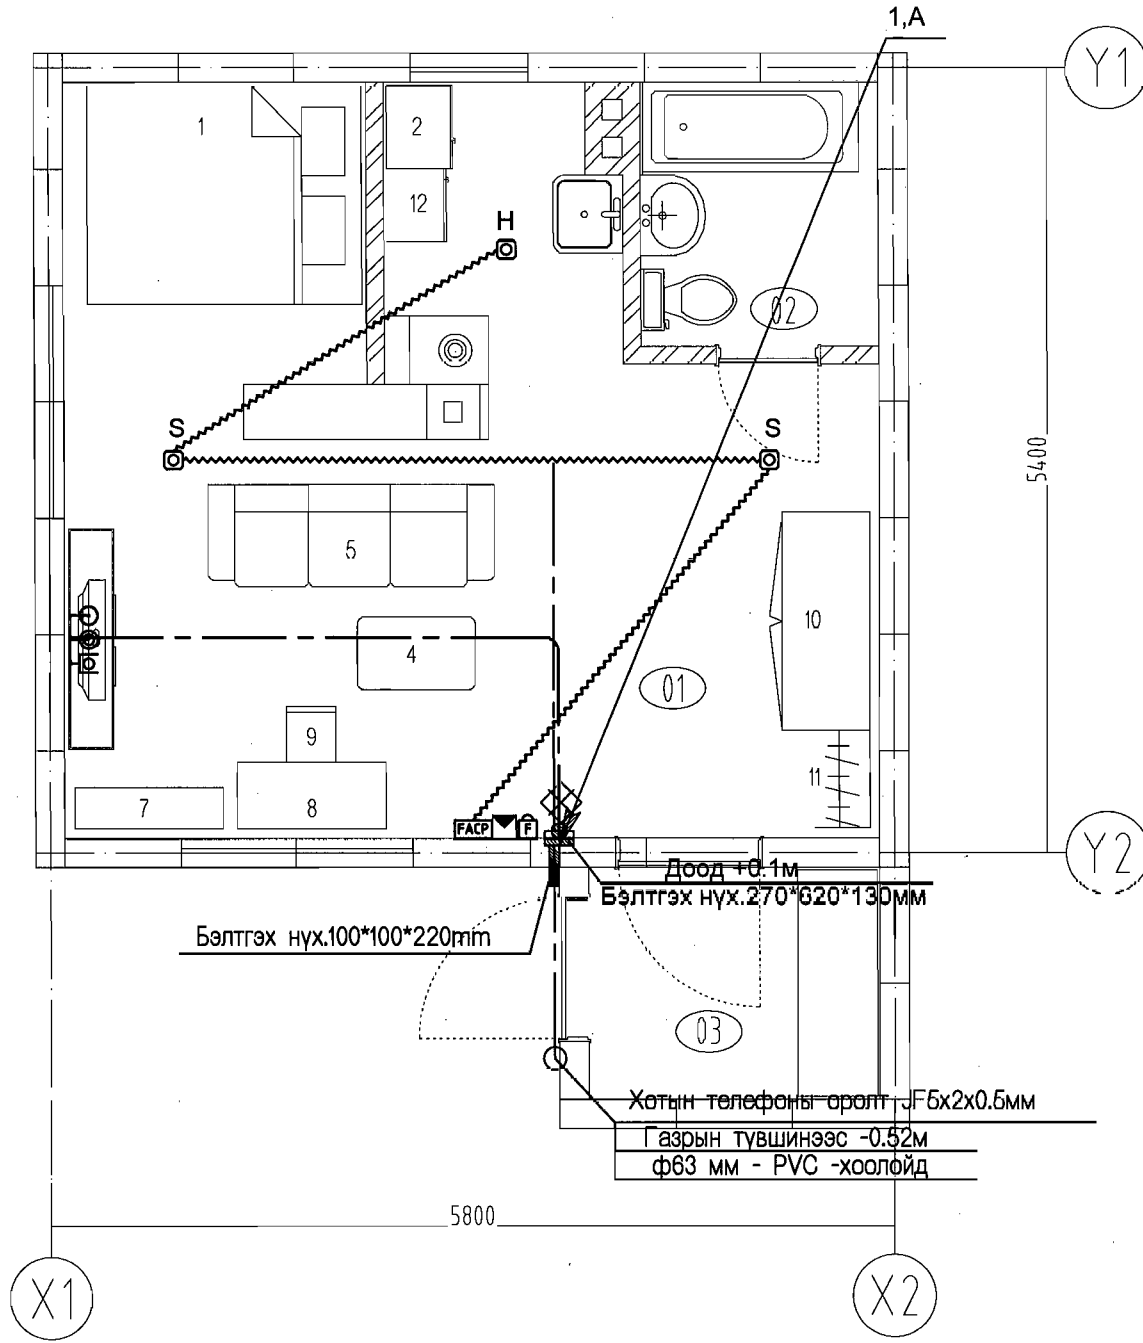 1,A
Y1
1
2
12
H
02
S
S
5400
5
10
4
01
9
11
7
8
FACP
F
Y2
Доод +0.1м
Бэлтгэх нүх.270*620*130мм
Бэлтгэх нүх.100*100*220mm
03
Хотын телефоны оролт JF5x2x0.5мм
Газрын түвшинээс -0.52м
ф63 мм - PVC -хоолойд
5800
X1
X2